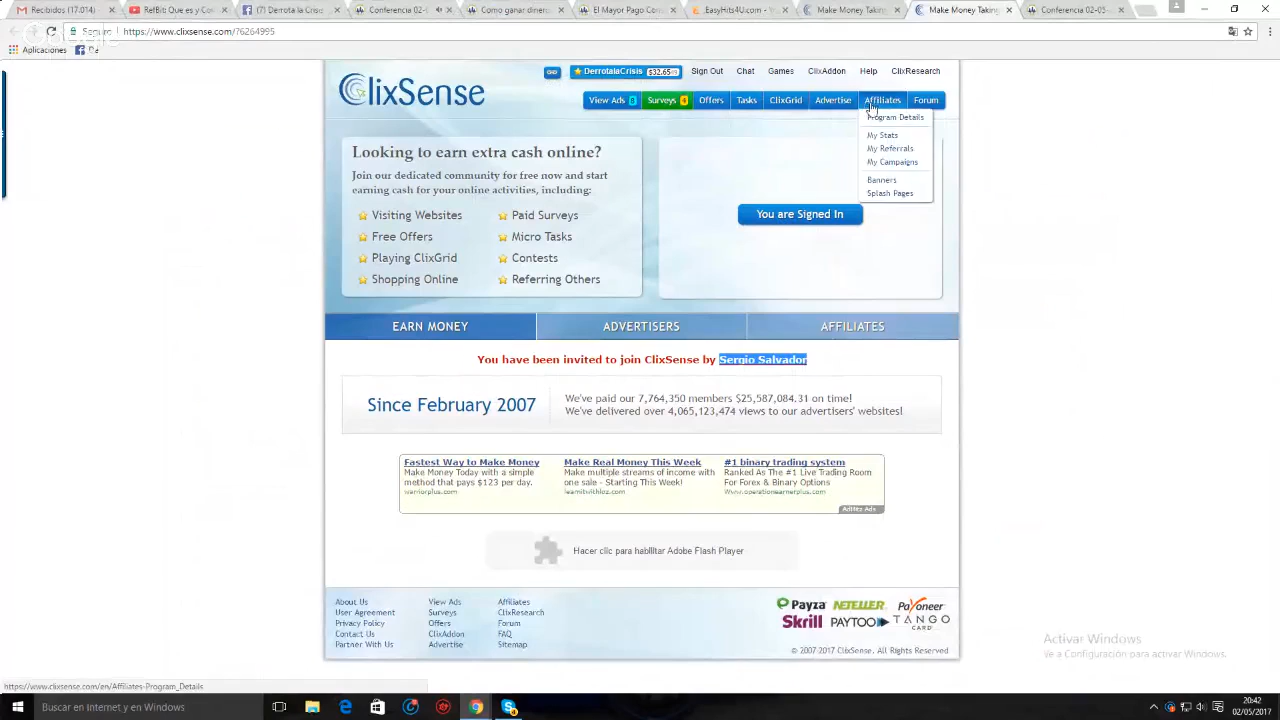 Recibidos (17.014)
RefBit: Que es y Co
(7) Derrota la Crisis
Conferencia 02-
Como ganar diner
El Mayor Pago Com
EasyHits4U.com -
Make Money Taking
Make Money Taking
Conferencia 02-05-
Seguro https://www.clixsense.com/76264995
Aplicaciones
DerrotalaCrisis $32.65 Sign Out Chat Games ClixAddon Help ClixResearch
ClixSense
View Ads Surveys 4 Offers Tasks ClixGrid Advertise Affiliates Forum
Program Details
My Stats
My Referrals
My Campaigns
Banners
Splash Pages
Looking to earn extra cash online?
Join our dedicated community for free now and start
earning cash for your online activities, including:
Visiting Websites Paid Surveys
Free Offers Micro Tasks
Playing ClixGrid Contests
Shopping Online Referring Others
You are Signed In
EARN MONEY ADVERTISERS AFFILIATES
You have been invited to join ClixSense by Sergio Salvador
Since February 2007
We've paid our 7,764,350 members $25,587,084.31 on time!
We've delivered over 4,065,123,474 views to our advertisers' websites!
Fastest Way to Make Money
Make Money Today with a simple
method that pays $123 per day.
warriorplus.com
Make Real Money This Week
Make multiple streams of income with
one sale - Starting This Week!
learnitwithloz.com
#1 binary trading system
Ranked As The #1 Live Trading Room
For Forex & Binary Options
Www.operationearnerplus.com
AdHitz Ads
Hacer clic para habilitar Adobe Flash Player
About Us View Ads Affiliates
User Agreement Surveys ClixResearch
Privacy Policy Offers Forum
Contact Us ClixAddon FAQ
Partner With Us Advertise Sitemap
Payza NETELLER Payoneer
Skrill PAYTOO TANGO CARD
© 2007-2017 ClixSense. All Rights Reserved
Activar Windows
Ve a Configuración para activar Windows.
https://www.clixsense.com/en/Affiliates-Program_Details
Buscar en Internet y en Windows
20:42
02/05/2017